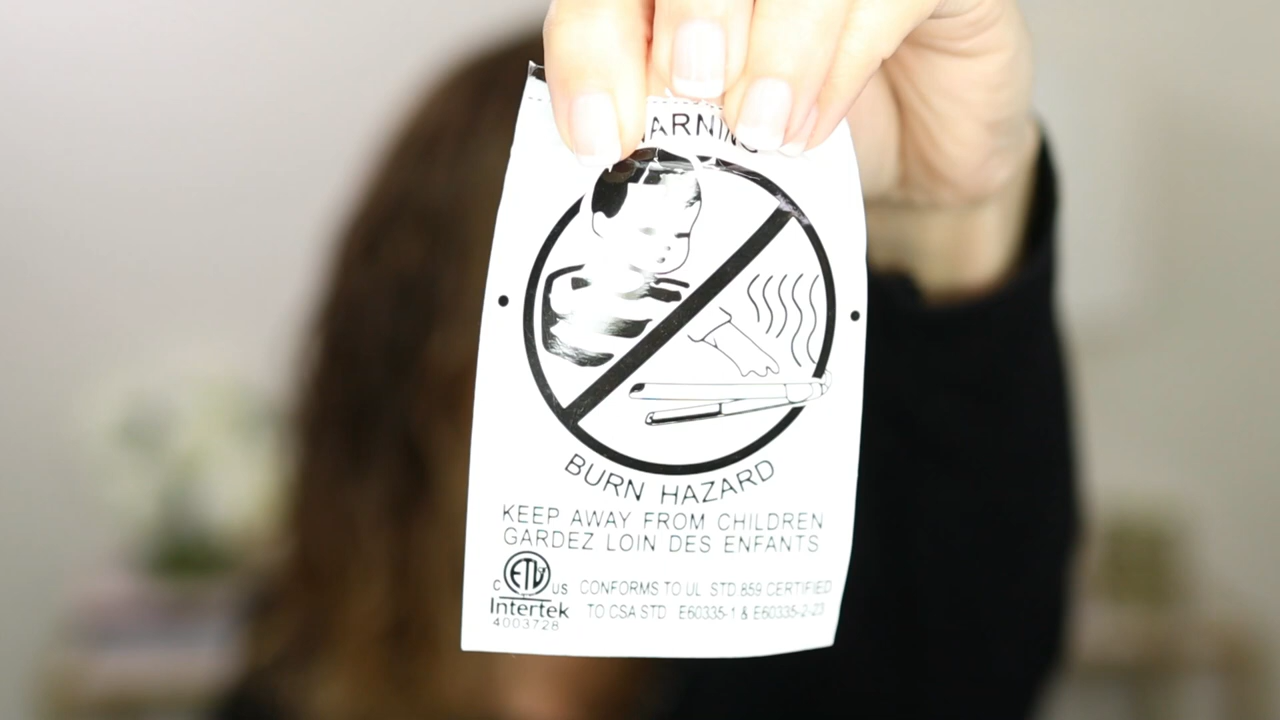 WARNING
BURN HAZARD
KEEP AWAY FROM CHILDREN
GARDEZ LOIN DES ENFANTS
C ETL US
Intertek
4003728
CONFORMS TO UL STD.859 CERTIFIED
TO CSA STD E60335-1 & E60335-2-23